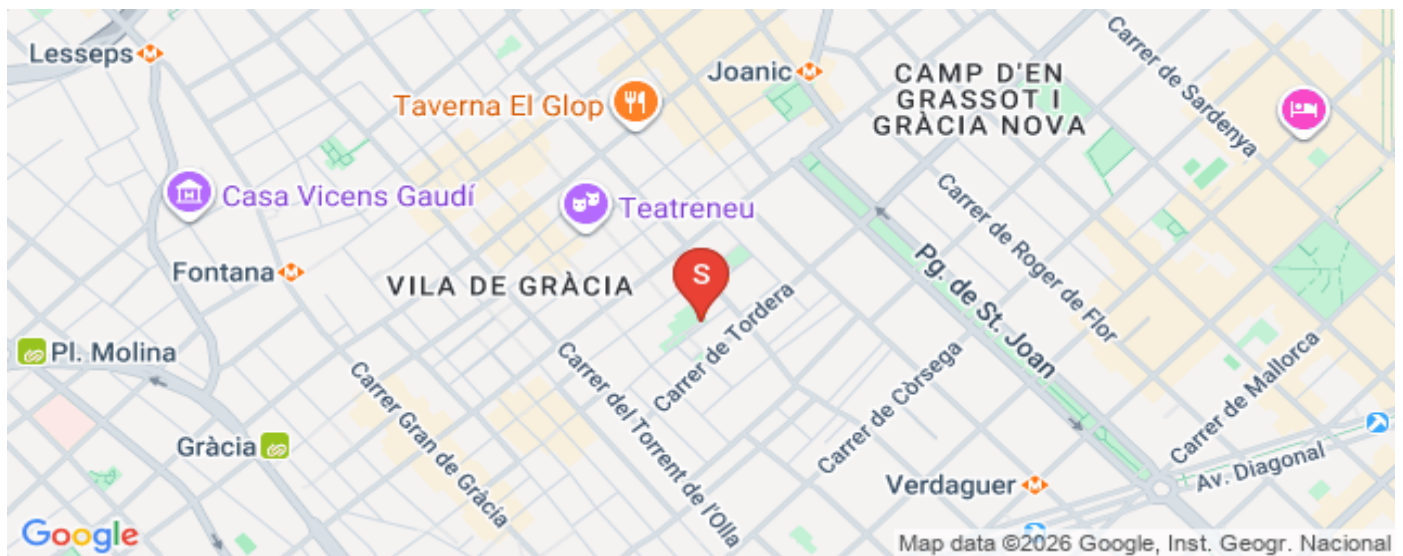 Lesseps
Joanic
CAMP D'EN
GRASSOT I
GRÀCIA NOVA
Carrer de Sardenya
Taverna El Glop
Casa Vicens Gaudí
Teatreneu
Carrer de Roger de Flor
Fontana
VILA DE GRÀCIA
S
Pg. de St. Joan
Carrer de Tordera
Pl. Molina
Carrer Gran de Gràcia
Carrer del Torrent de l'Olla
Carrer de Còrsega
Carrer de Mallorca
Gràcia
Verdaguer
Av. Diagonal
Google
Map data ©2026 Google, Inst. Geogr. Nacional